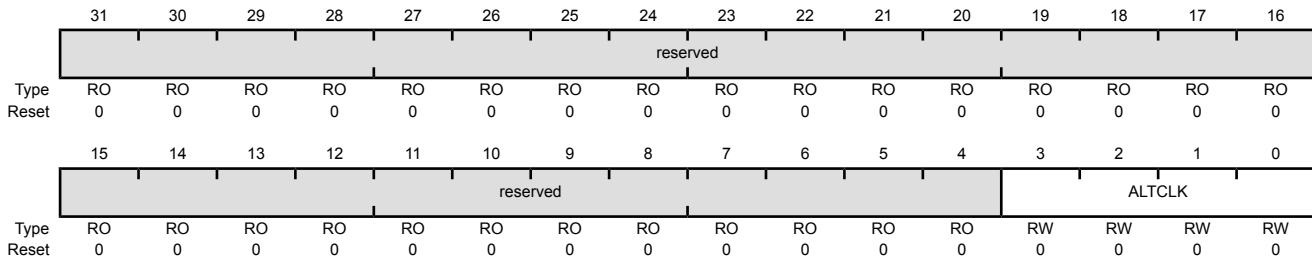 31 30 29 28 27 26 25 24 23 22 21 20 19 18 17 16
reserved
Type RO RO RO RO RO RO RO RO RO RO RO RO RO RO RO RO
Reset 0 0 0 0 0 0 0 0 0 0 0 0 0 0 0 0
15 14 13 12 11 10 9 8 7 6 5 4 3 2 1 0
reserved ALTCLK
Type RO RO RO RO RO RO RO RO RO RO RO RO RW RW RW RW
Reset 0 0 0 0 0 0 0 0 0 0 0 0 0 0 0 0